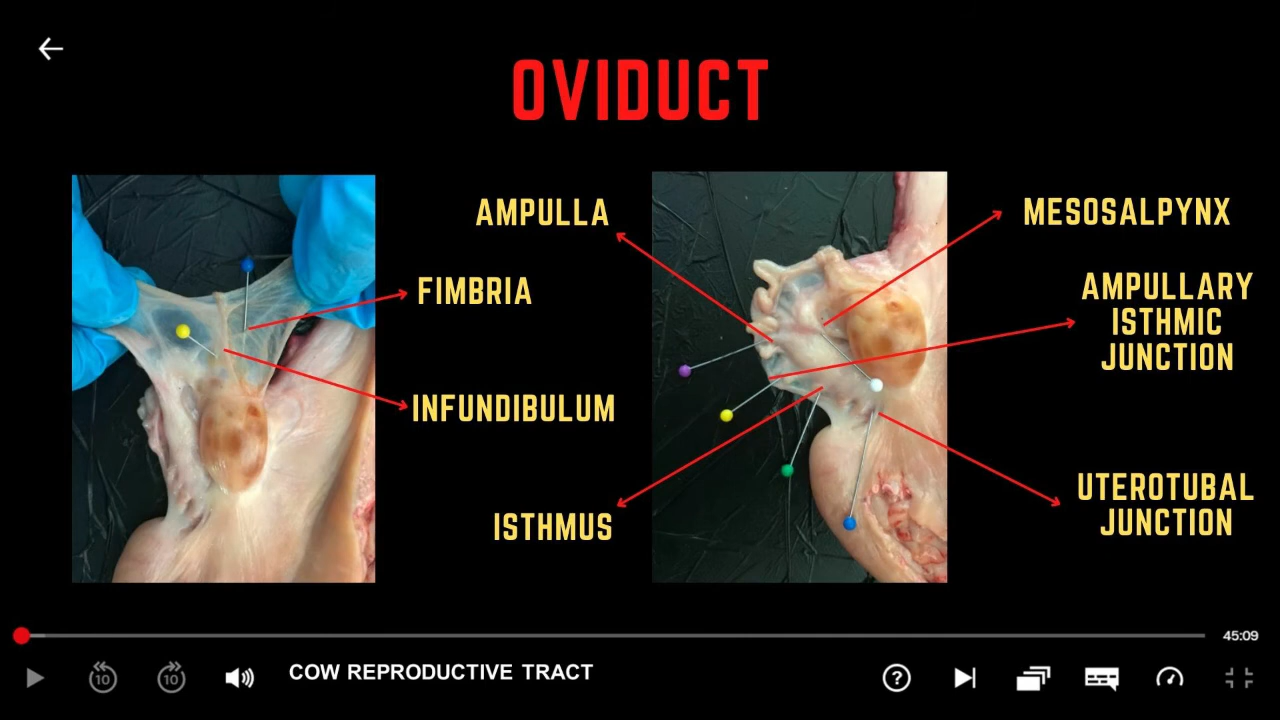 OVIDUCT
AMPULLA
FIMBRIA
INFUNDIBULUM
ISTHMUS
MESOSALPYNX
AMPULLARY
ISTHMIC
JUNCTION
UTEROTUBAL
JUNCTION
45:09
10
10
COW REPRODUCTIVE TRACT
?